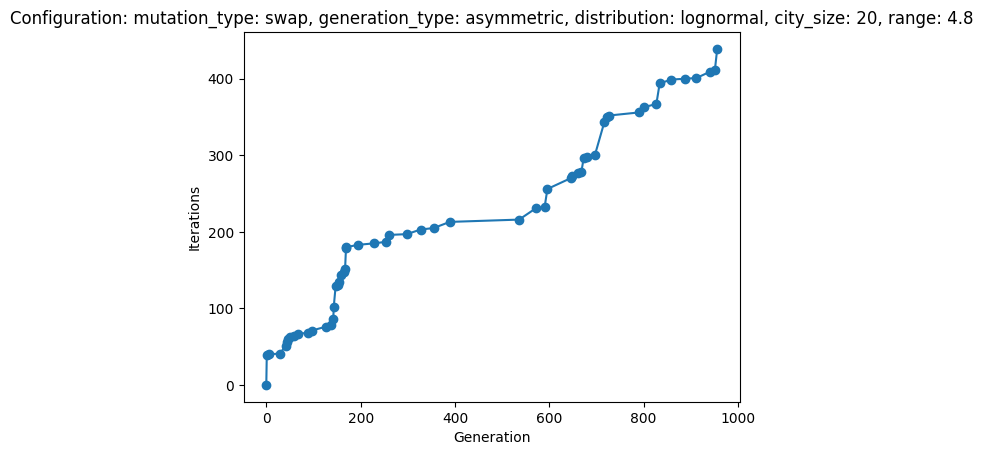 Configuration: mutation_type: swap, generation_type: asymmetric, distribution: lognormal, city_size: 20, range: 4.8
400
300
200
100
0
Iterations
0 200 400 600 800 1000
Generation